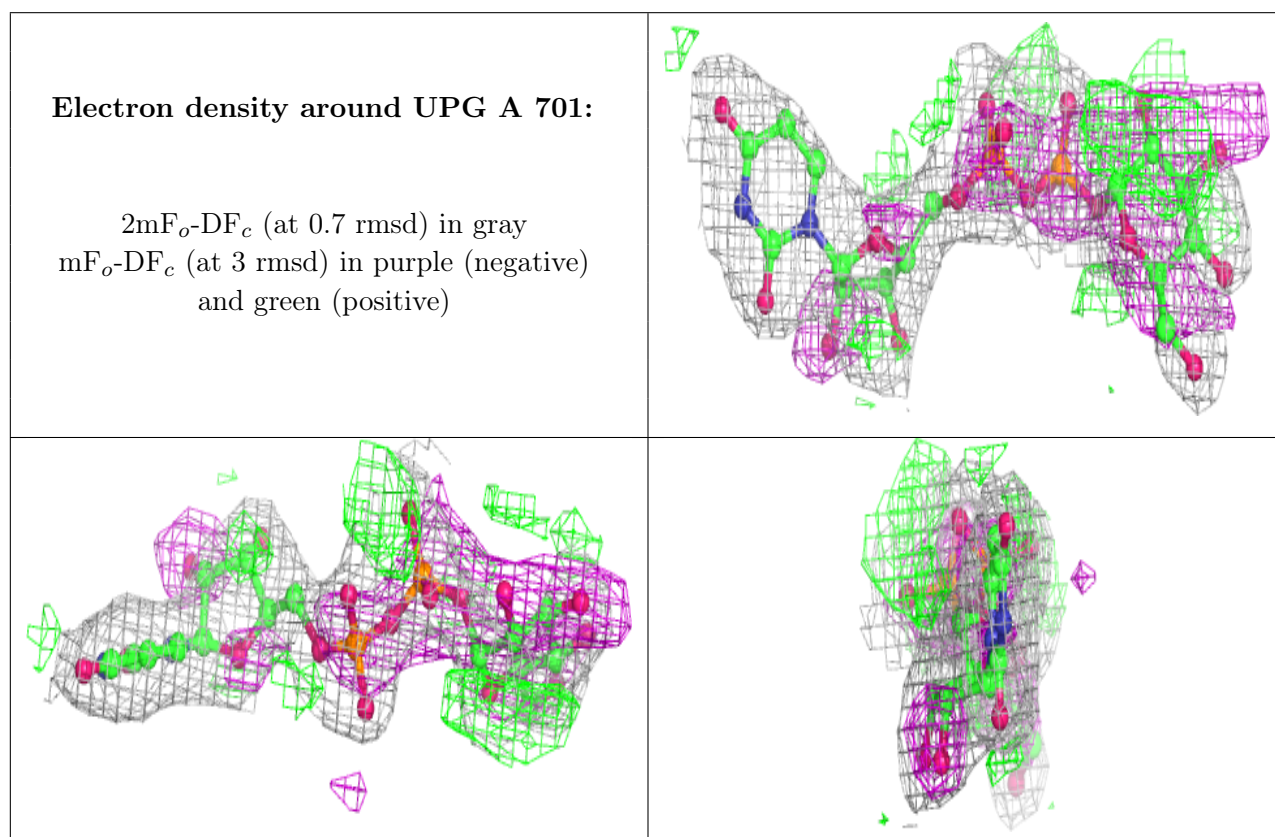 Electron density around UPG A 701:
2mFo-DFc (at 0.7 rmsd) in gray
mFo-DFc (at 3 rmsd) in purple (negative)
and green (positive)